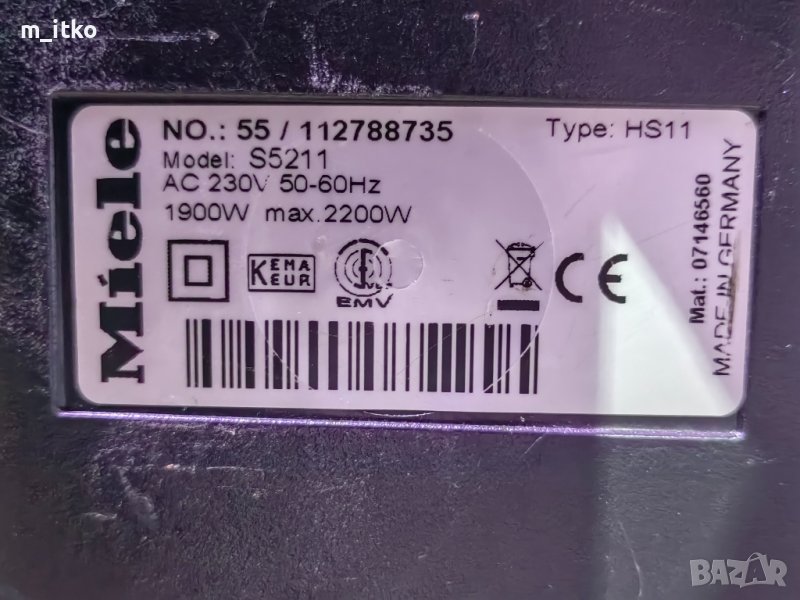 m_itko
Miele
NO.: 55 / 112788735
Type: HS11
Model: S5211
AC 230V 50-60Hz
1900W max.2200W
KEMA
KEUR
EMV
CE
Mat.: 07146560
MADE IN GERMANY
BAZAR